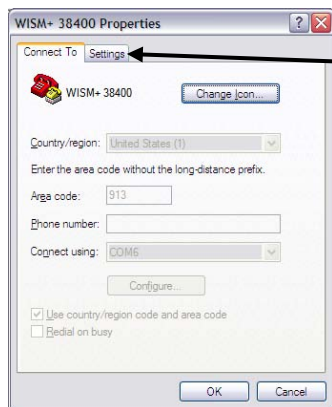 WISM+ 38400 Properties
Connect To Settings
WISM+ 38400 Change Icon...
Country/region: United States (1)
Enter the area code without the long-distance prefix.
Area code: 913
Phone number:
Connect using: COM6
Configure...
Use country/region code and area code
Redial on busy
OK Cancel